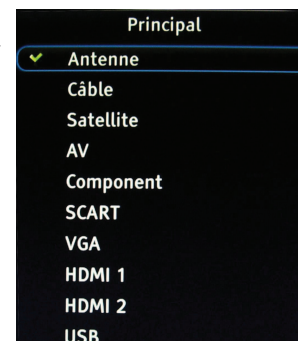 Principal
Antenne
Câble
Satellite
AV
Component
SCART
VGA
HDMI 1
HDMI 2
USB